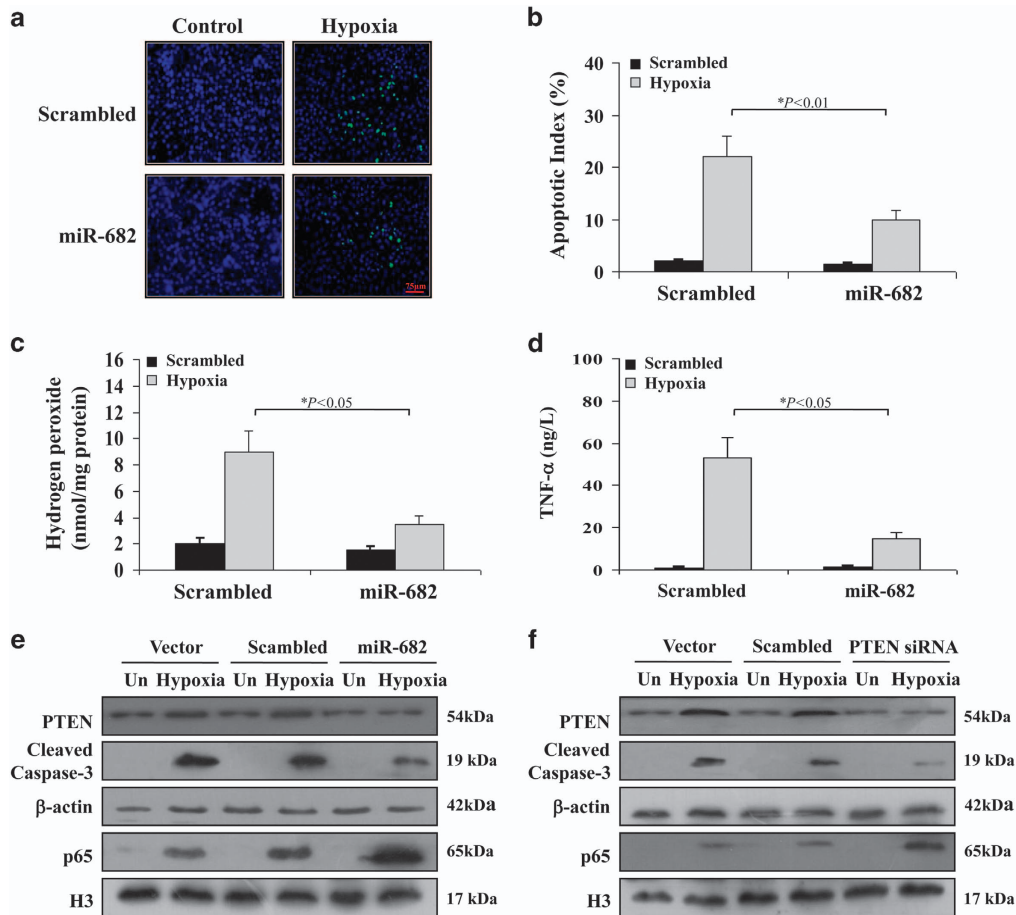 a
Control Hypoxia
Scrambled
miR-682
75µm
b
Scrambled
Hypoxia
Apoptotic Index (%)
40
30
20
10
0
*P<0.01
Scrambled miR-682
c
Scrambled
Hypoxia
Hydrogen peroxide
(nmol/mg protein)
16
14
12
10
8
6
4
2
0
*P<0.05
Scrambled miR-682
d
Scrambled
Hypoxia
TNF-α (ng/L)
100
80
60
40
20
0
*P<0.05
Scrambled miR-682
e
Vector Scambled miR-682
Un Hypoxia Un Hypoxia Un Hypoxia
PTEN 54kDa
Cleaved
Caspase-3 19 kDa
β-actin 42kDa
p65 65kDa
H3 17 kDa
f
Vector Scambled PTEN siRNA
Un Hypoxia Un Hypoxia Un Hypoxia
PTEN 54kDa
Cleaved
Caspase-3 19 kDa
β-actin 42kDa
p65 65kDa
H3 17 kDa